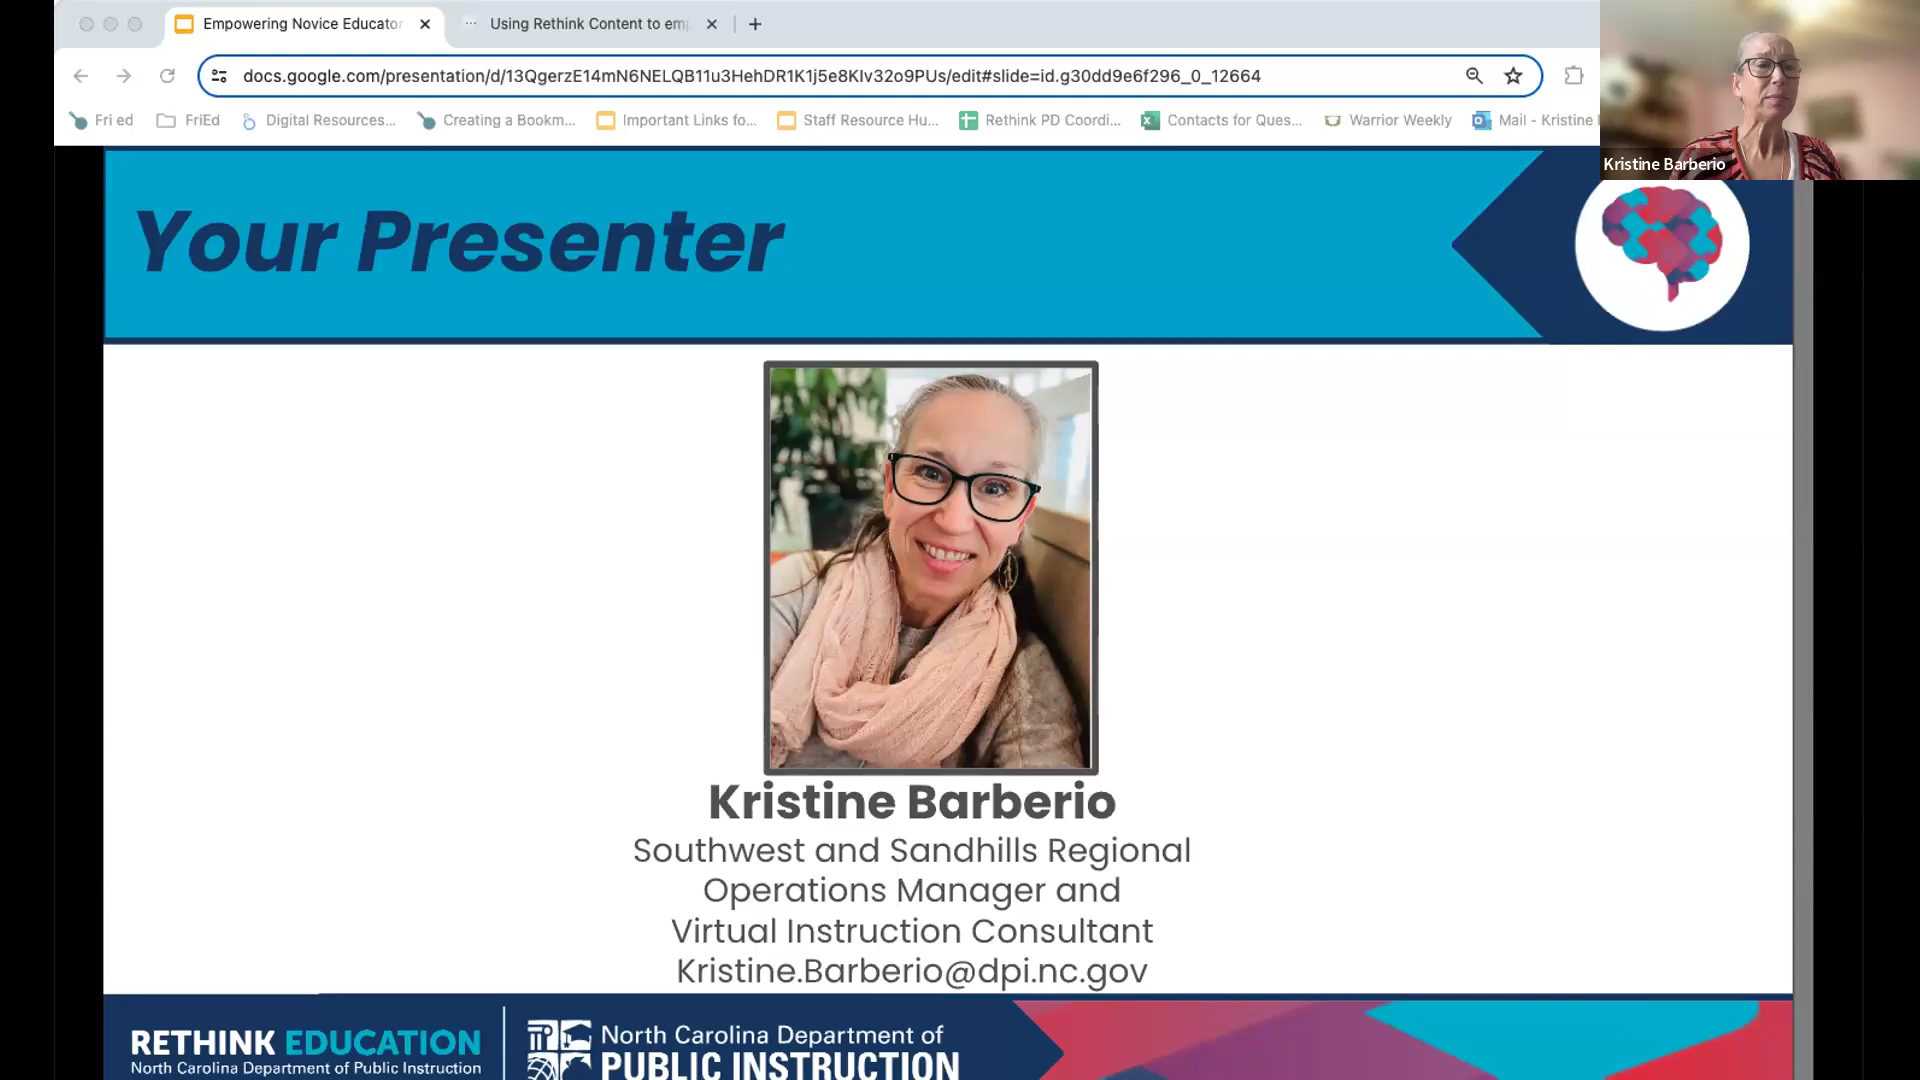 Empowering Novice Educator
Using Rethink Content to emp
docs.google.com/presentation/d/13QgerzE14mN6NELQB11u3HehDR1K1j5e8KIv32o9PUs/edit#slide=id.g30dd9e6f296_0_12664
Fri ed
FriEd
Digital Resources...
Creating a Bookm...
Important Links fo...
Staff Resource Hu...
Rethink PD Coordi...
Contacts for Ques...
Warrior Weekly
Mail - Kristine
Kristine Barberio
Your Presenter
Kristine Barberio
Southwest and Sandhills Regional
Operations Manager and
Virtual Instruction Consultant
Kristine.Barberio@dpi.nc.gov
RETHINK EDUCATION
North Carolina Department of Public Instruction
North Carolina Department of
PUBLIC INSTRUCTION